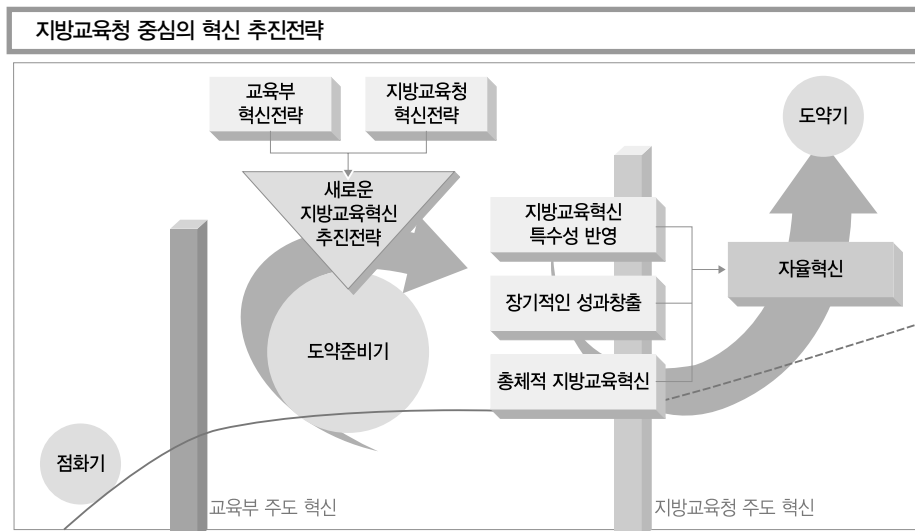 지방교육청 중심의 혁신 추진전략
교육부
혁신전략
지방교육청
혁신전략
도약기
새로운
지방교육혁신
추진전략
지방교육혁신
특수성 반영
자율혁신
장기적인 성과창출
도약준비기
총체적 지방교육혁신
점화기
교육부 주도 혁신
지방교육청 주도 혁신